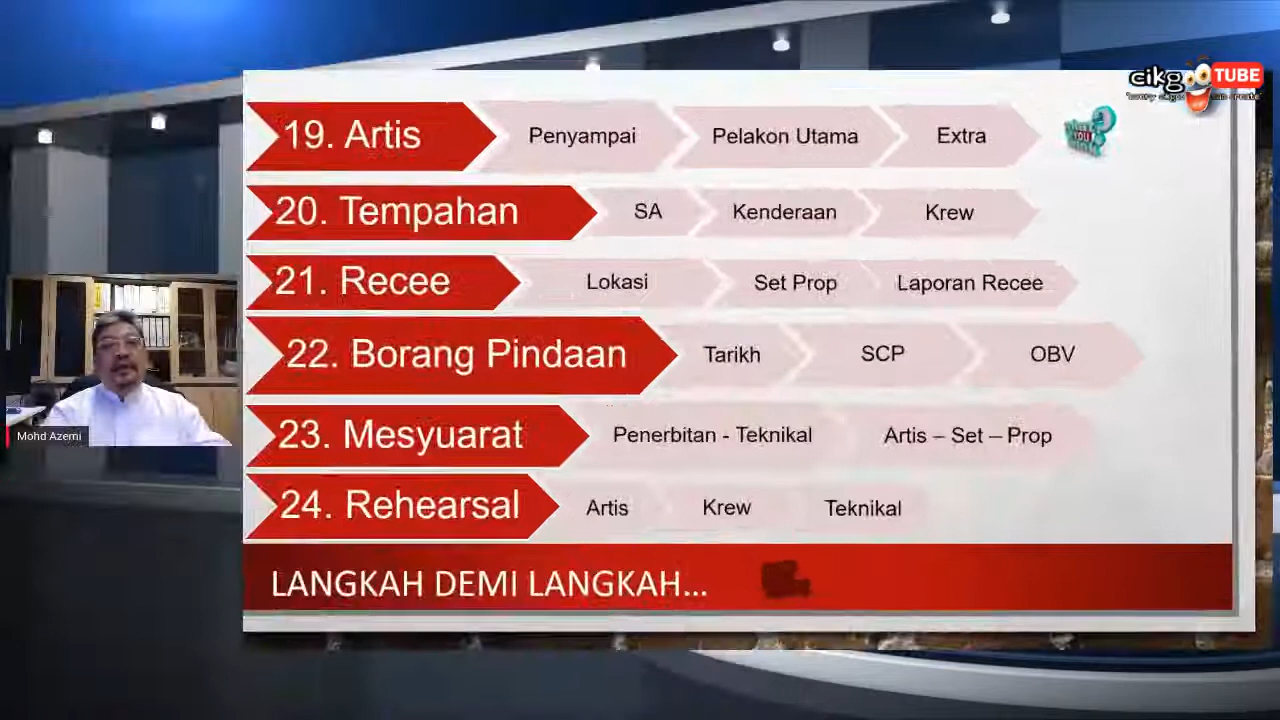 cikgoo TUBE
19. Artis Penyampai Pelakon Utama Extra
20. Tempahan SA Kenderaan Krew
21. Recee Lokasi Set Prop Laporan Recee
22. Borang Pindaan Tarikh SCP OBV
23. Mesyuarat Penerbitan - Teknikal Artis – Set – Prop
24. Rehearsal Artis Krew Teknikal
LANGKAH DEMI LANGKAH...
Mohd Azemi